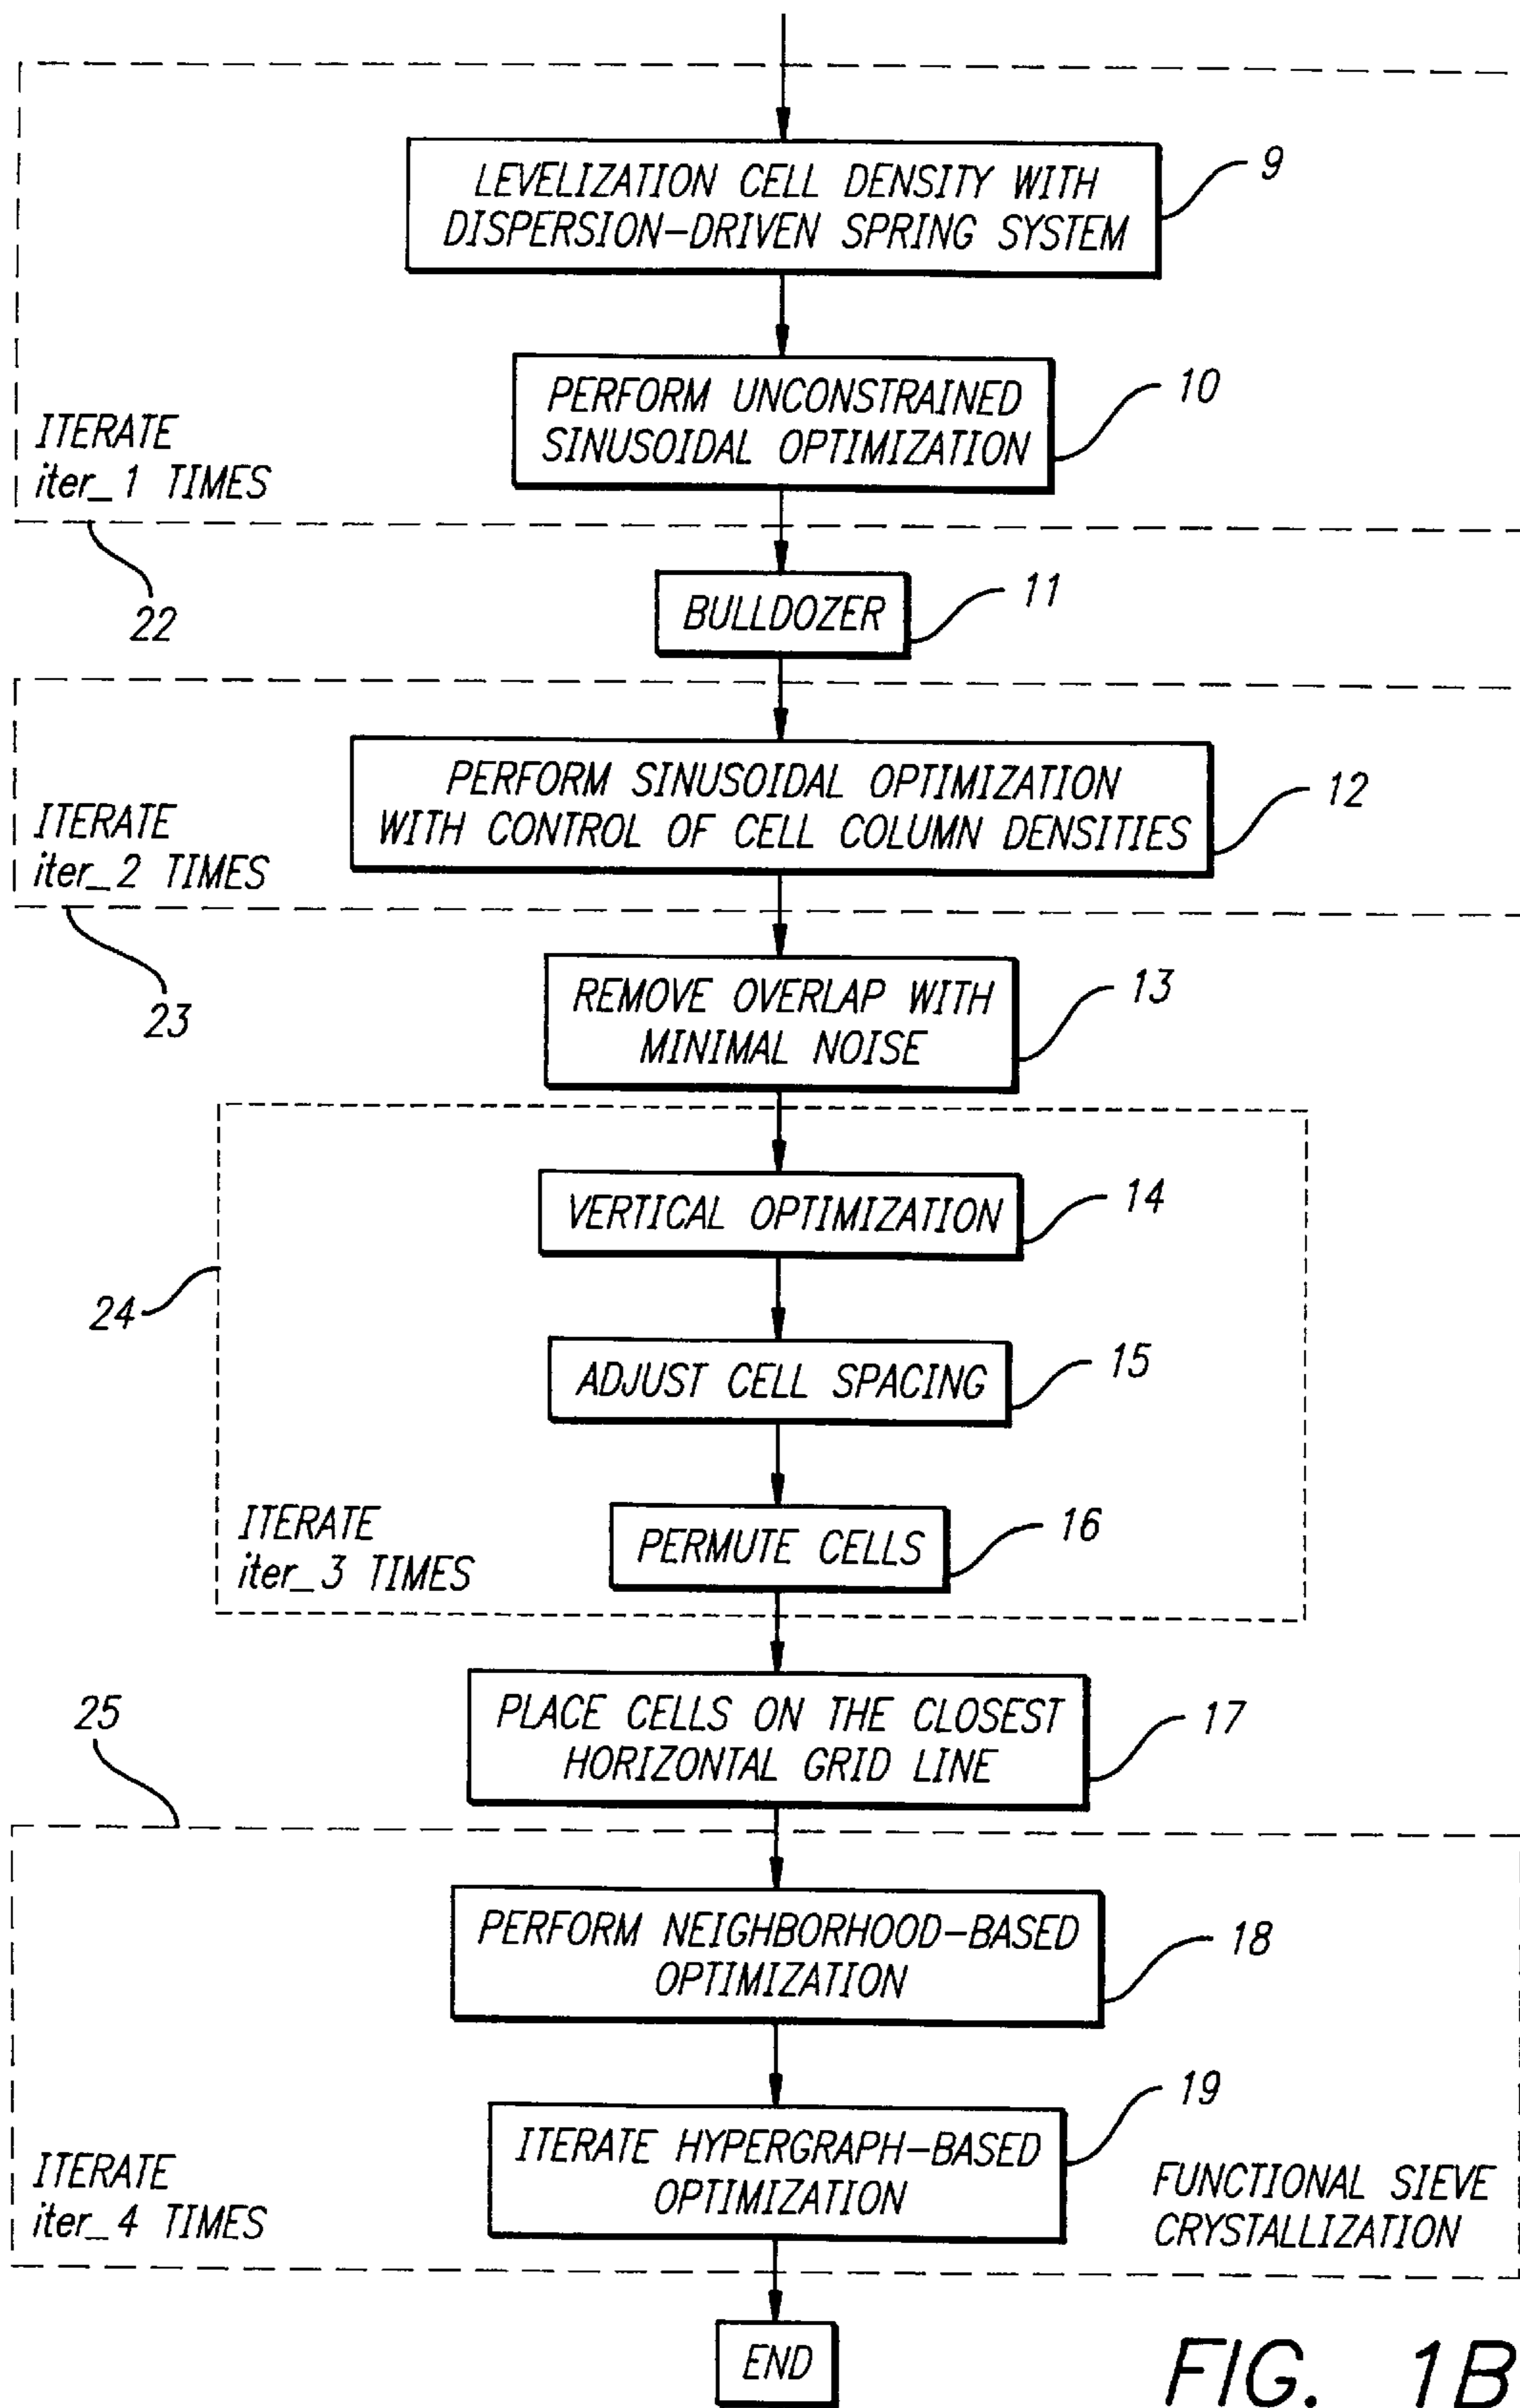 LEVELIZATION CELL DENSITY WITH
DISPERSION-DRIVEN SPRING SYSTEM
9
PERFORM UNCONSTRAINED
SINUSOIDAL OPTIMIZATION
10
ITERATE
iter_1 TIMES
22
BULLDOZER
11
PERFORM SINUSOIDAL OPTIMIZATION
WITH CONTROL OF CELL COLUMN DENSITIES
12
ITERATE
iter_2 TIMES
23
REMOVE OVERLAP WITH
MINIMAL NOISE
13
VERTICAL OPTIMIZATION
14
24
ADJUST CELL SPACING
15
PERMUTE CELLS
16
ITERATE
iter_3 TIMES
PLACE CELLS ON THE CLOSEST
HORIZONTAL GRID LINE
17
25
PERFORM NEIGHBORHOOD-BASED
OPTIMIZATION
18
ITERATE HYPERGRAPH-BASED
OPTIMIZATION
19
ITERATE
iter_4 TIMES
FUNCTIONAL SIEVE
CRYSTALLIZATION
END
FIG. 1B